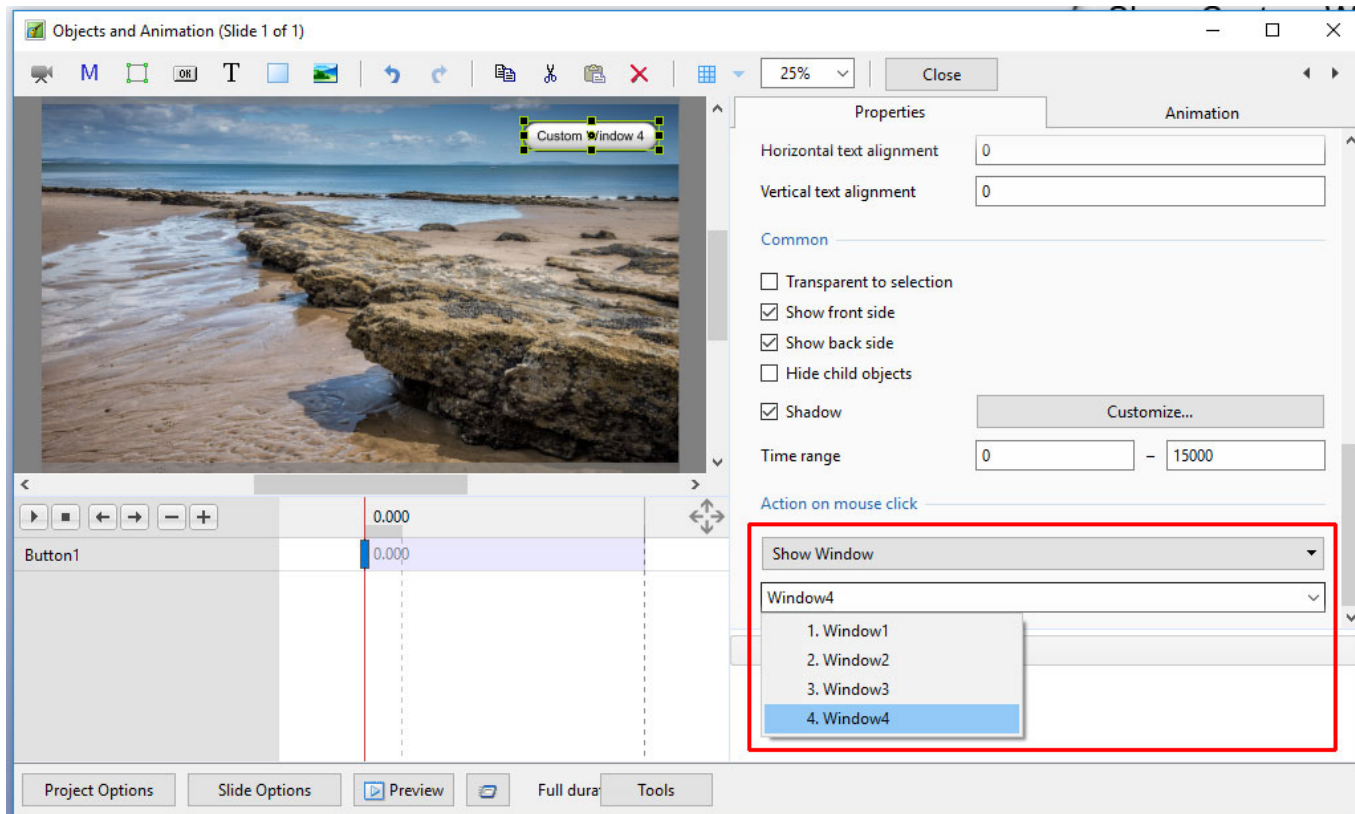 Objects and Animation (Slide 1 of 1)
M OK T 25% Close
Custom Window 4
Properties Animation
Horizontal text alignment 0
Vertical text alignment 0
Common
Transparent to selection
Show front side
Show back side
Hide child objects
Shadow Customize...
Time range 0 – 15000
Action on mouse click
0.000
Button1 0.000
Show Window
Window4
1. Window1
2. Window2
3. Window3
4. Window4
Project Options Slide Options Preview Full dura Tools